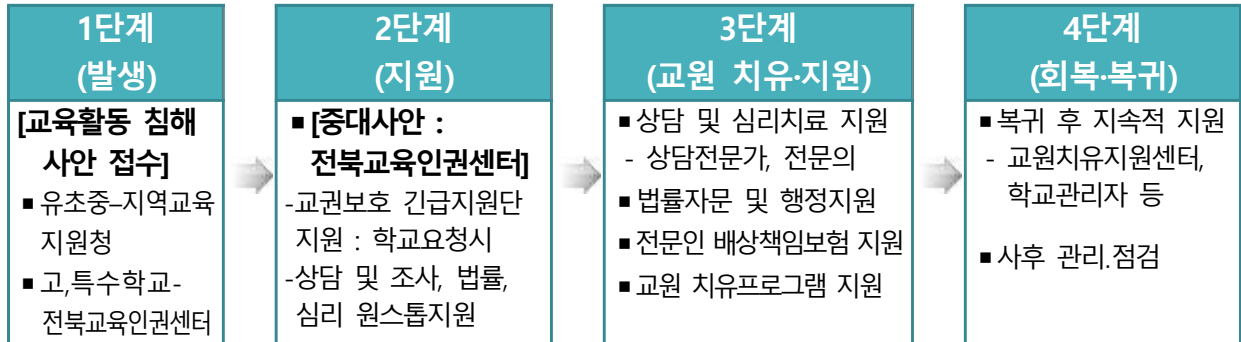 1단계
(발생)
[교육활동 침해
사안 접수]
■ 유초중–지역교육
지원청
■ 고,특수학교-
전북교육인권센터
2단계
(지원)
■ [중대사안 :
전북교육인권센터]
-교권보호 긴급지원단
지원 : 학교요청시
-상담 및 조사, 법률,
심리 원스톱지원
3단계
(교원 치유·지원)
■ 상담 및 심리치료 지원
- 상담전문가, 전문의
■ 법률자문 및 행정지원
■ 전문인 배상책임보험 지원
■ 교원 치유프로그램 지원
4단계
(회복·복귀)
■ 복귀 후 지속적 지원
- 교원치유지원센터,
학교관리자 등
■ 사후 관리.점검